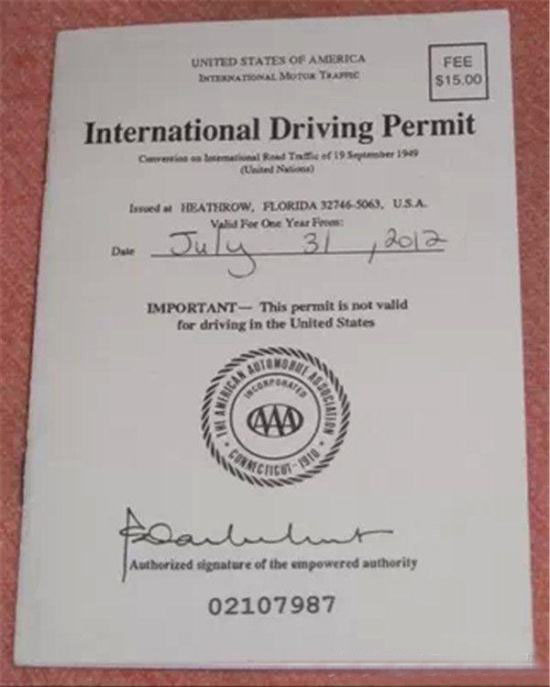 UNITED STATES OF AMERICA
INTERNATIONAL MOTOR TRAFFIC
FEE
$15.00
International Driving Permit
Convention on International Road Traffic of 19 September 1949
(United Nations)
Issued at HEATHROW, FLORIDA 32746-5063, U.S.A.
Valid For One Year From:
Date July 31, 2012
IMPORTANT— This permit is not valid
for driving in the United States
THE AMERICAN AUTOMOBILE ASSOCIATION
INCORPORATED
AAA
CONNECTICUT-1910
Authorized signature of the empowered authority
02107987